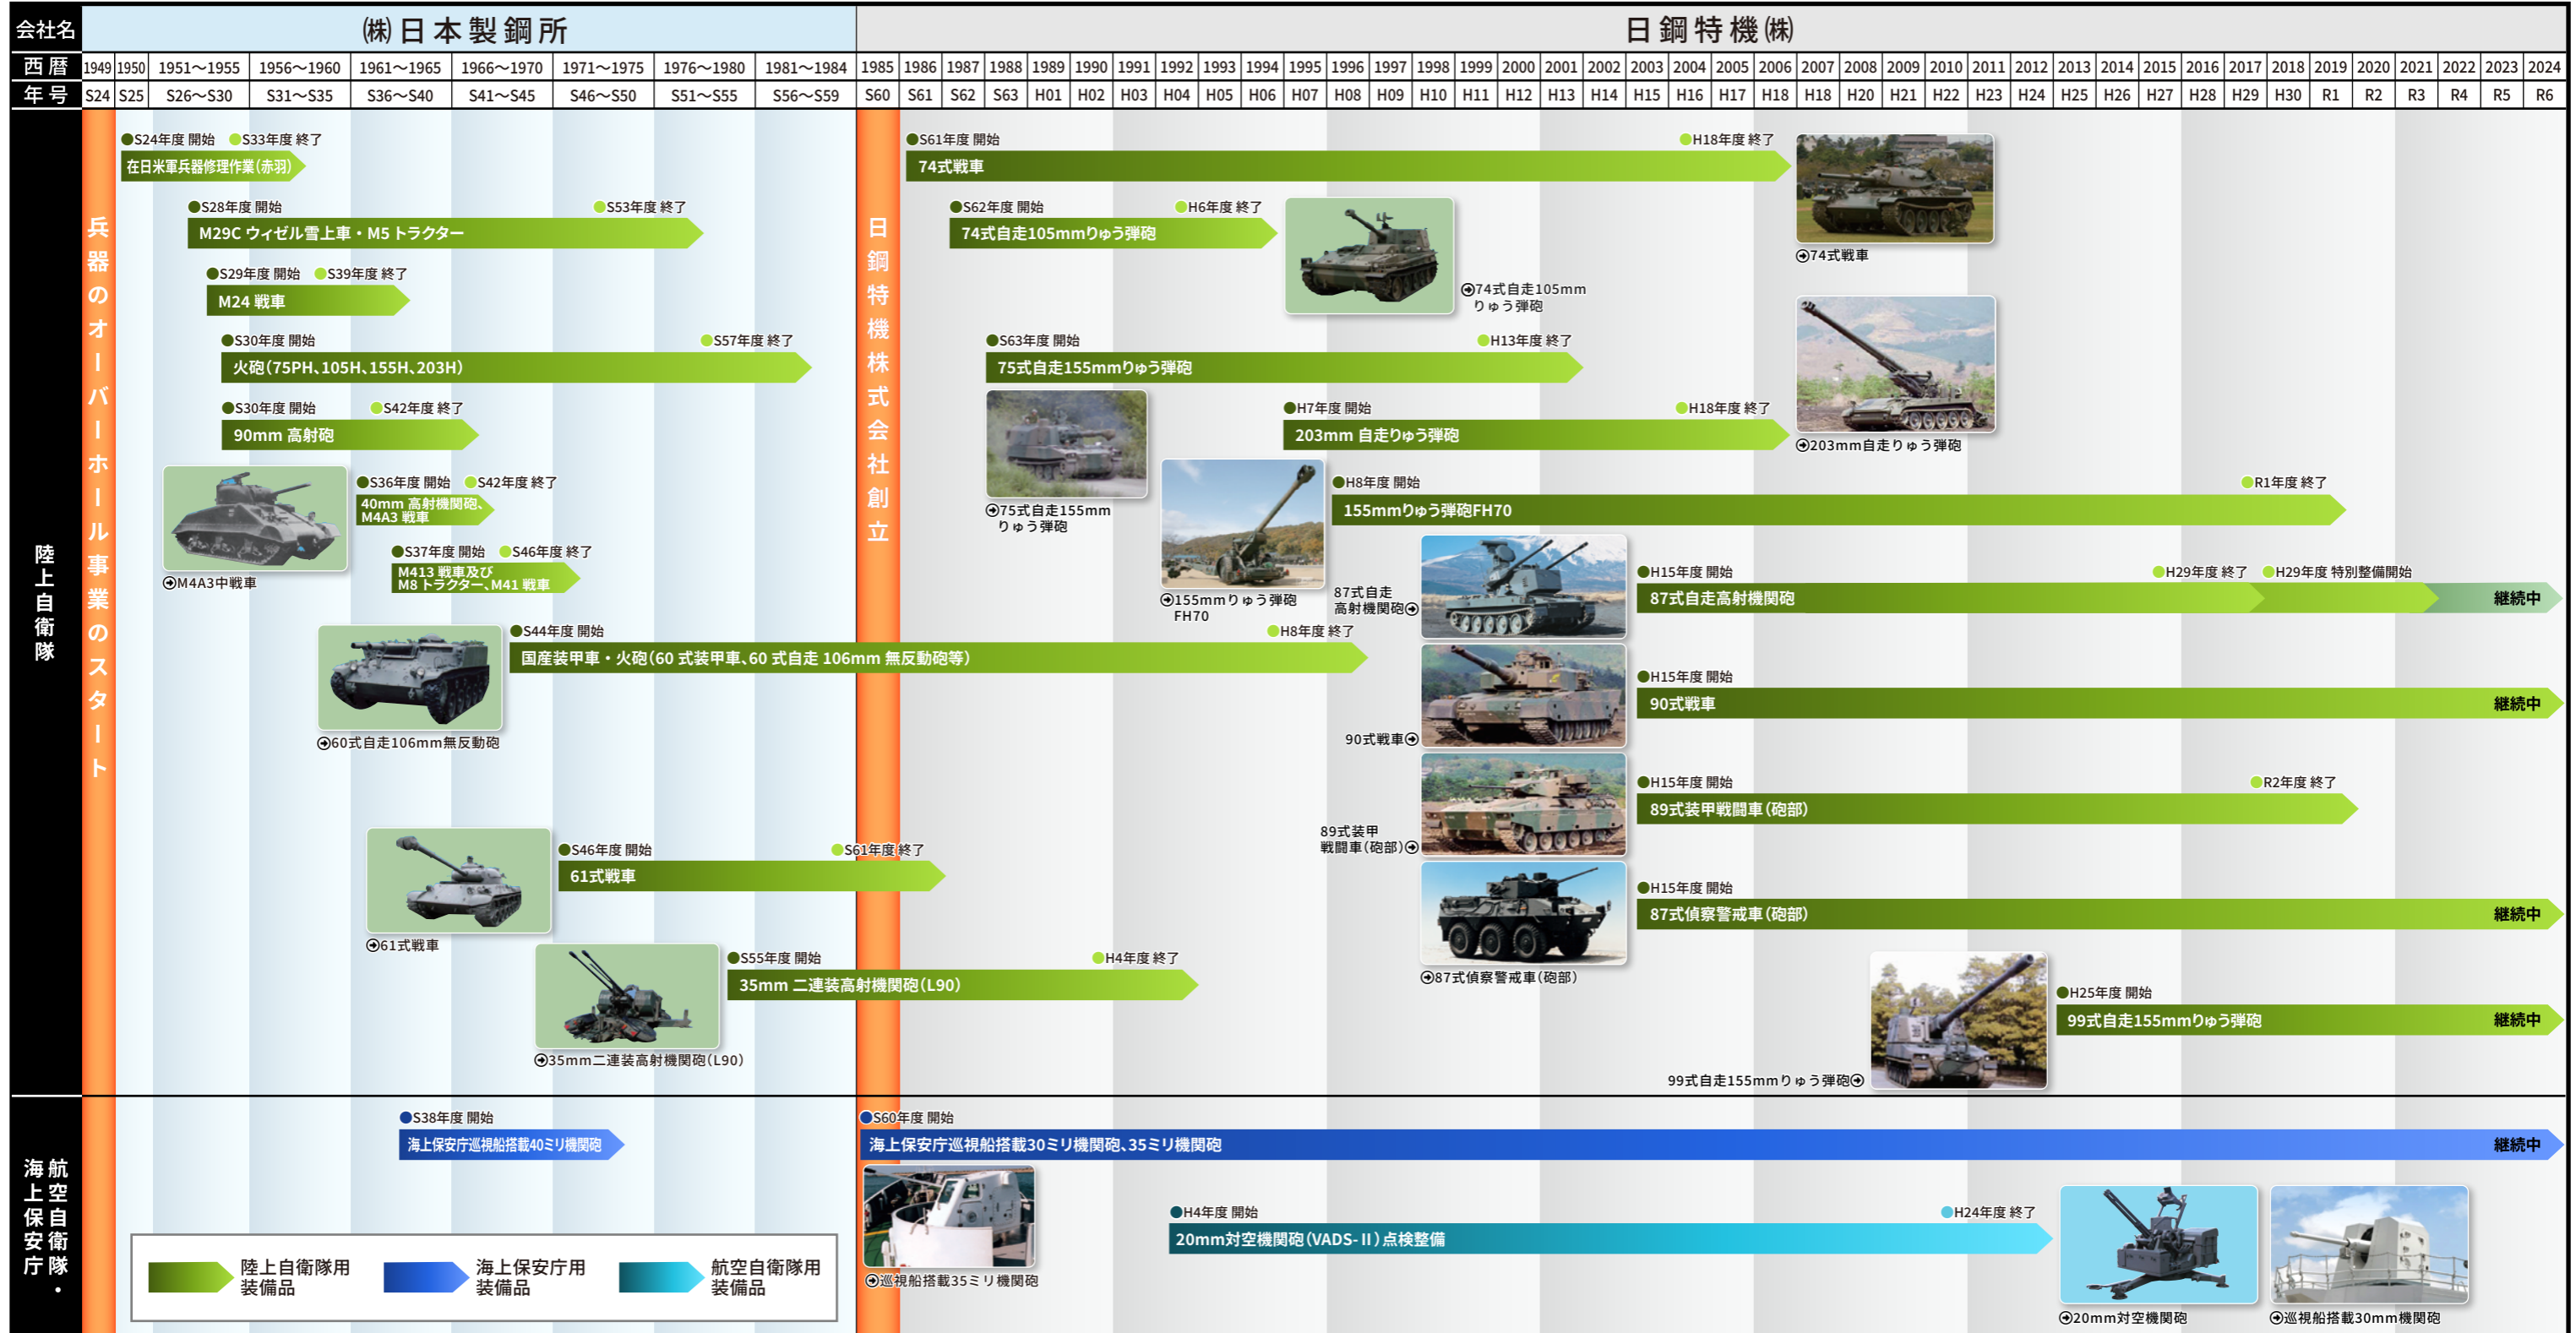 会社名
㈱日本製鋼所
日鋼特機㈱
西暦
1949 1950 1951～1955 1956～1960 1961～1965 1966～1970 1971～1975 1976～1980 1981～1984 1985 1986 1987 1988 1989 1990 1991 1992 1993 1994 1995 1996 1997 1998 1999 2000 2001 2002 2003 2004 2005 2006 2007 2008 2009 2010 2011 2012 2013 2014 2015 2016 2017 2018 2019 2020 2021 2022 2023 2024
年号
S24 S25 S26～S30 S31～S35 S36～S40 S41～S45 S46～S50 S51～S55 S56～S59 S60 S61 S62 S63 H01 H02 H03 H04 H05 H06 H07 H08 H09 H10 H11 H12 H13 H14 H15 H16 H17 H18 H18 H20 H21 H22 H23 H24 H25 H26 H27 H28 H29 H30 R1 R2 R3 R4 R5 R6
陸上自衛隊
兵器のオーバーホール事業のスタート
●S24年度 開始 ●S33年度 終了
在日米軍兵器修理作業（赤羽）
●S28年度 開始 ●S53年度 終了
M29C ウィゼル雪上車・M5 トラクター
●S29年度 開始 ●S39年度 終了
M24 戦車
●S30年度 開始 ●S57年度 終了
火砲（75PH、105H、155H、203H）
●S30年度 開始 ●S42年度 終了
90mm 高射砲
M4A3中戦車
●S36年度 開始 ●S42年度 終了
40mm 高射機関砲、
M4A3 戦車
●S37年度 開始 ●S46年度 終了
M413 戦車及び
M8 トラクター、M41 戦車
●S44年度 開始 ●H8年度 終了
国産装甲車・火砲（60 式装甲車、60 式自走 106mm 無反動砲等）
60式自走106mm無反動砲
●S46年度 開始 ●S61年度 終了
61式戦車
61式戦車
●S55年度 開始 ●H4年度 終了
35mm 二連装高射機関砲（L90）
35mm二連装高射機関砲（L90）
日鋼特機株式会社創立
●S61年度 開始 ●H18年度 終了
74式戦車
74式戦車
●S62年度 開始 ●H6年度 終了
74式自走105mmりゅう弾砲
74式自走105mm
りゅう弾砲
●S63年度 開始 ●H13年度 終了
75式自走155mmりゅう弾砲
75式自走155mm
りゅう弾砲
●H7年度 開始 ●H18年度 終了
203mm 自走りゅう弾砲
203mm自走りゅう弾砲
●H8年度 開始 ●R1年度 終了
155mmりゅう弾砲FH70
155mmりゅう弾砲
FH70
87式自走
高射機関砲
●H15年度 開始 ●H29年度 終了 ●H29年度 特別整備開始
87式自走高射機関砲 継続中
●H15年度 開始
90式戦車 継続中
90式戦車
●H15年度 開始 ●R2年度 終了
89式装甲戦闘車（砲部）
89式装甲
戦闘車（砲部）
●H15年度 開始
87式偵察警戒車（砲部） 継続中
87式偵察警戒車（砲部）
●H25年度 開始
99式自走155mmりゅう弾砲 継続中
99式自走155mmりゅう弾砲
航空自衛隊・
海上保安庁
●S38年度 開始
海上保安庁巡視船搭載40ミリ機関砲
●S60年度 開始
海上保安庁巡視船搭載30ミリ機関砲、35ミリ機関砲 継続中
巡視船搭載35ミリ機関砲
●H4年度 開始 ●H24年度 終了
20mm対空機関砲（VADS-Ⅱ）点検整備
20mm対空機関砲
巡視船搭載30mm機関砲
陸上自衛隊用
装備品
海上保安庁用
装備品
航空自衛隊用
装備品